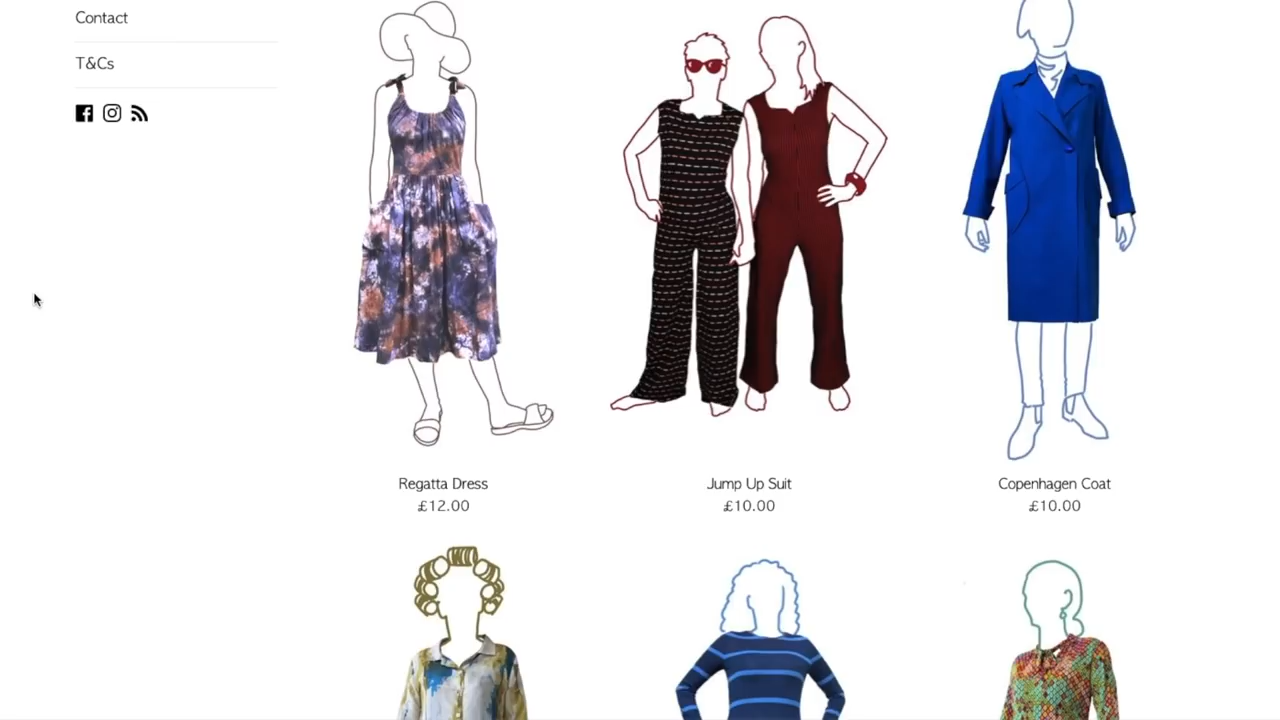 Contact
T&Cs
Regatta Dress
£12.00
Jump Up Suit
£10.00
Copenhagen Coat
£10.00